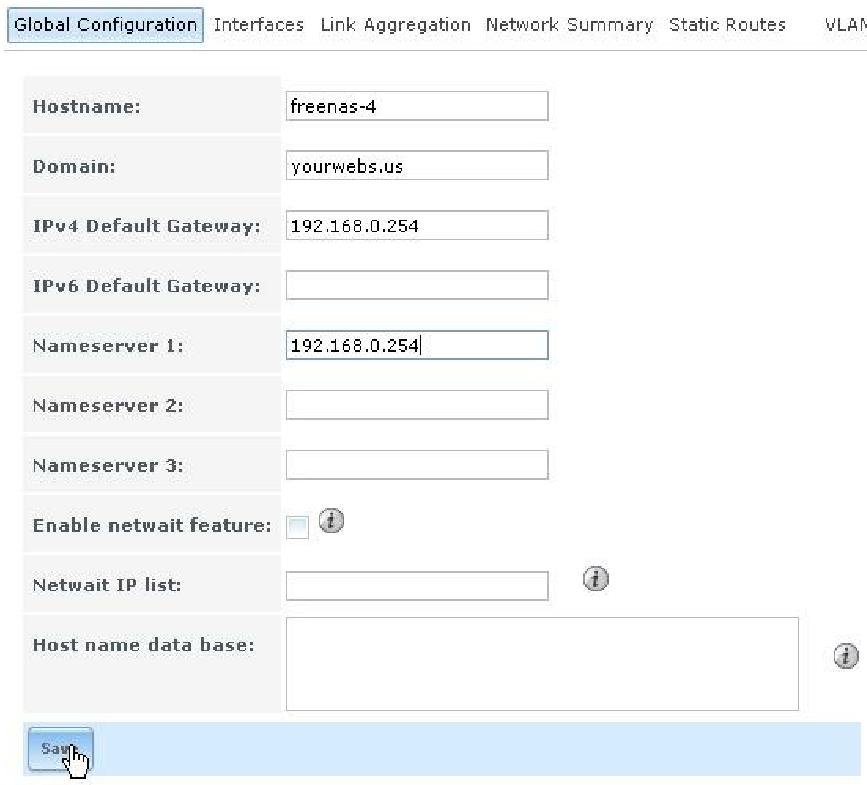 Global Configuration Interfaces Link Aggregation Network Summary Static Routes
Hostname: freenas-4
Domain: yourwebs.us
IPv4 Default Gateway: 192.168.0.254
IPv6 Default Gateway:
Nameserver 1: 192.168.0.254
Nameserver 2:
Nameserver 3:
Enable netwait feature: i
Netwait IP list: i
Host name data base: i
Save